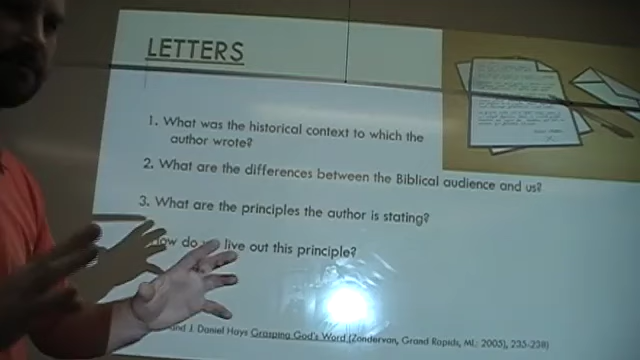 LETTERS
1. What was the historical context to which the
author wrote?
2. What are the differences between the Biblical audience and us?
3. What are the principles the author is stating?
How do live out this principle?
and J. Daniel Hays Grasping God's Word (Zondervan, Grand Rapids, MI.: 2005), 235-238)